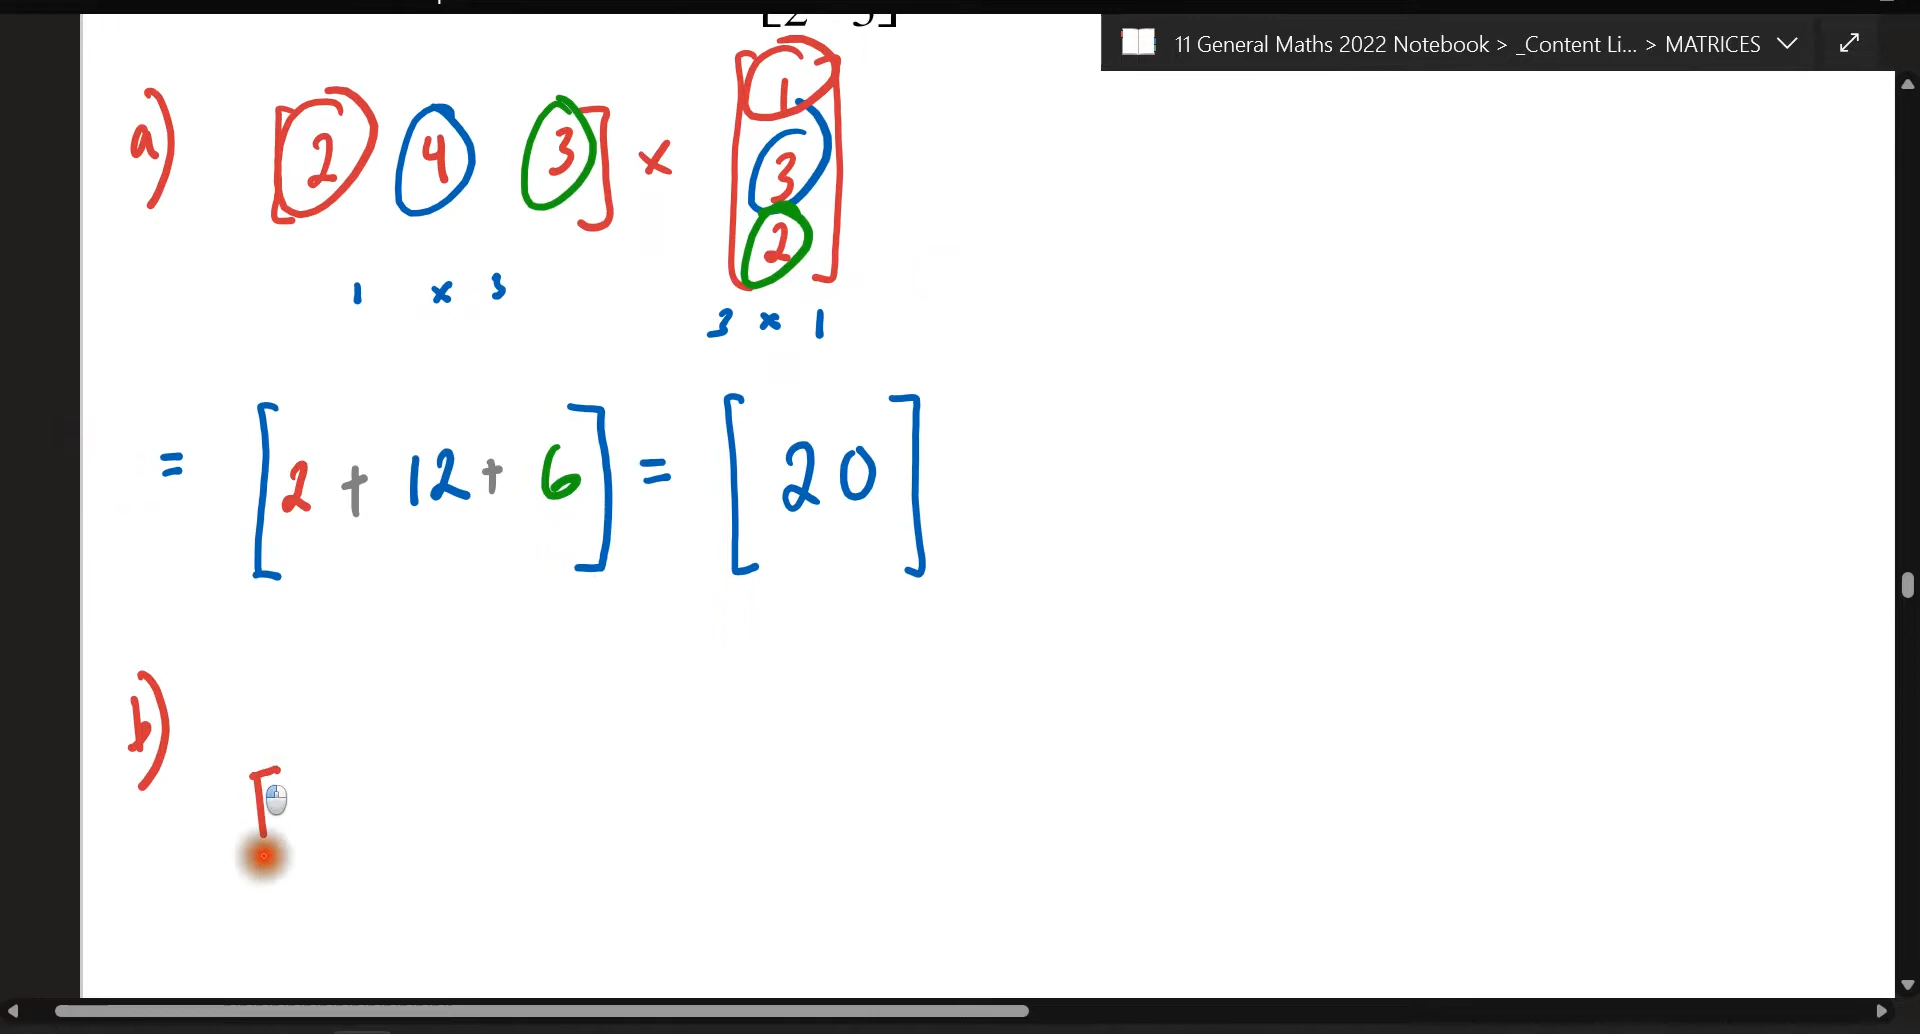 11 General Maths 2022 Notebook > _Content Li... > MATRICES
a) [2 4 3] × [1
3
2]
1 × 3
3 × 1
= [2 + 12 + 6] = [20]
b) [